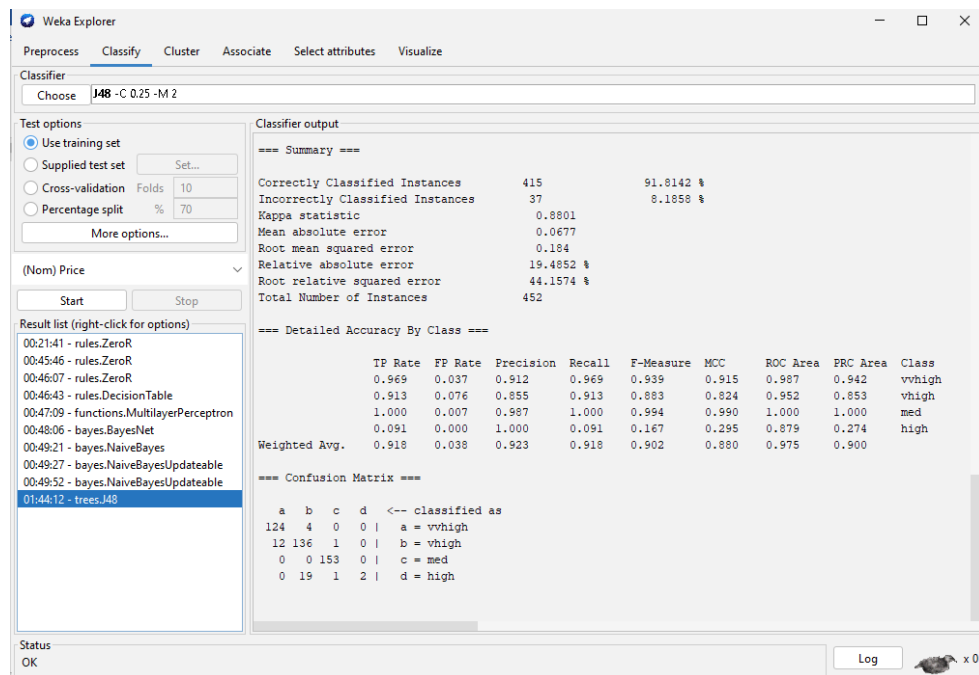 Weka Explorer
Preprocess Classify Cluster Associate Select attributes Visualize
Classifier
Choose J48 -C 0.25 -M 2
Test options
Use training set
Supplied test set Set...
Cross-validation Folds 10
Percentage split % 70
More options...
(Nom) Price
Start Stop
Result list (right-click for options)
00:21:41 - rules.ZeroR
00:45:46 - rules.ZeroR
00:46:07 - rules.ZeroR
00:46:43 - rules.DecisionTable
00:47:09 - functions.MultilayerPerceptron
00:48:06 - bayes.BayesNet
00:49:21 - bayes.NaiveBayes
00:49:27 - bayes.NaiveBayesUpdateable
00:49:52 - bayes.NaiveBayesUpdateable
01:44:12 - trees.J48
Classifier output
=== Summary ===
Correctly Classified Instances 415 91.8142 %
Incorrectly Classified Instances 37 8.1858 %
Kappa statistic 0.8801
Mean absolute error 0.0677
Root mean squared error 0.184
Relative absolute error 19.4852 %
Root relative squared error 44.1574 %
Total Number of Instances 452
=== Detailed Accuracy By Class ===
TP Rate FP Rate Precision Recall F-Measure MCC ROC Area PRC Area Class
0.969 0.037 0.912 0.969 0.939 0.915 0.987 0.942 vvhigh
0.913 0.076 0.855 0.913 0.883 0.824 0.952 0.853 vhigh
1.000 0.007 0.987 1.000 0.994 0.990 1.000 1.000 med
0.091 0.000 1.000 0.091 0.167 0.295 0.879 0.274 high
Weighted Avg. 0.918 0.038 0.923 0.918 0.902 0.880 0.975 0.900
=== Confusion Matrix ===
a b c d <-- classified as
124 4 0 0 | a = vvhigh
12 136 1 0 | b = vhigh
0 0 153 0 | c = med
0 19 1 2 | d = high
Status
OK
Log
x 0